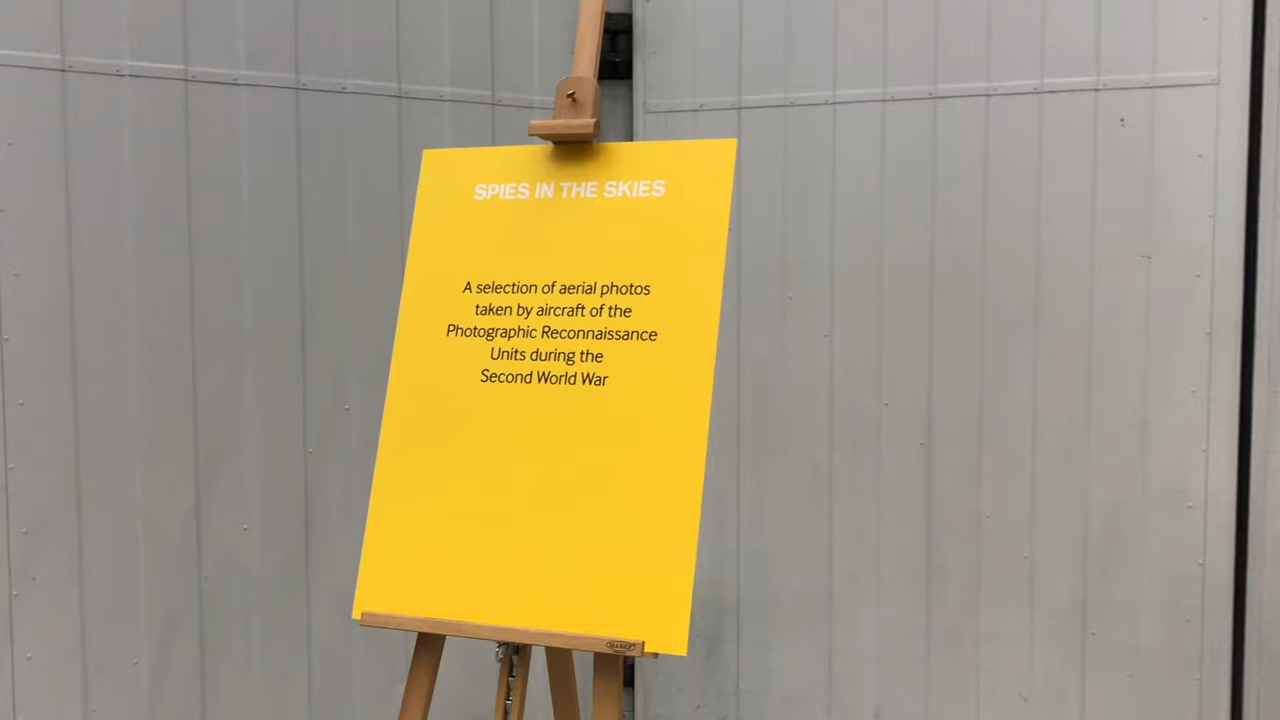 SPIES IN THE SKIES
A selection of aerial photos
taken by aircraft of the
Photographic Reconnaissance
Units during the
Second World War
MABEF